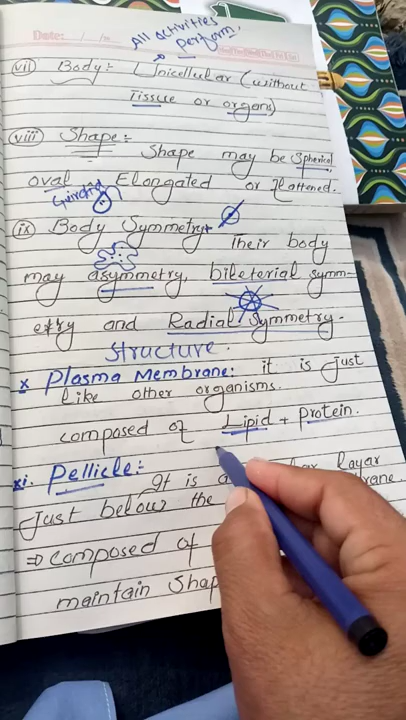 Date:
All activities
perform.
(vii) Body:- Unicellular (without
Tissue or organs)
(viii) Shape:-
Shape may be Spherical
oval Elongated or flattened.
(ix) Body Symmetry
Their body
may asymmetry, bileterial symm-
etry and Radial Symmetry.
Structure.
x Plasma Membrane: it is just
like other organisms.
composed of Lipid + protein.
xi. Pellicle:-
It is a layar
Just below the
⇒ composed of
maintain Shap